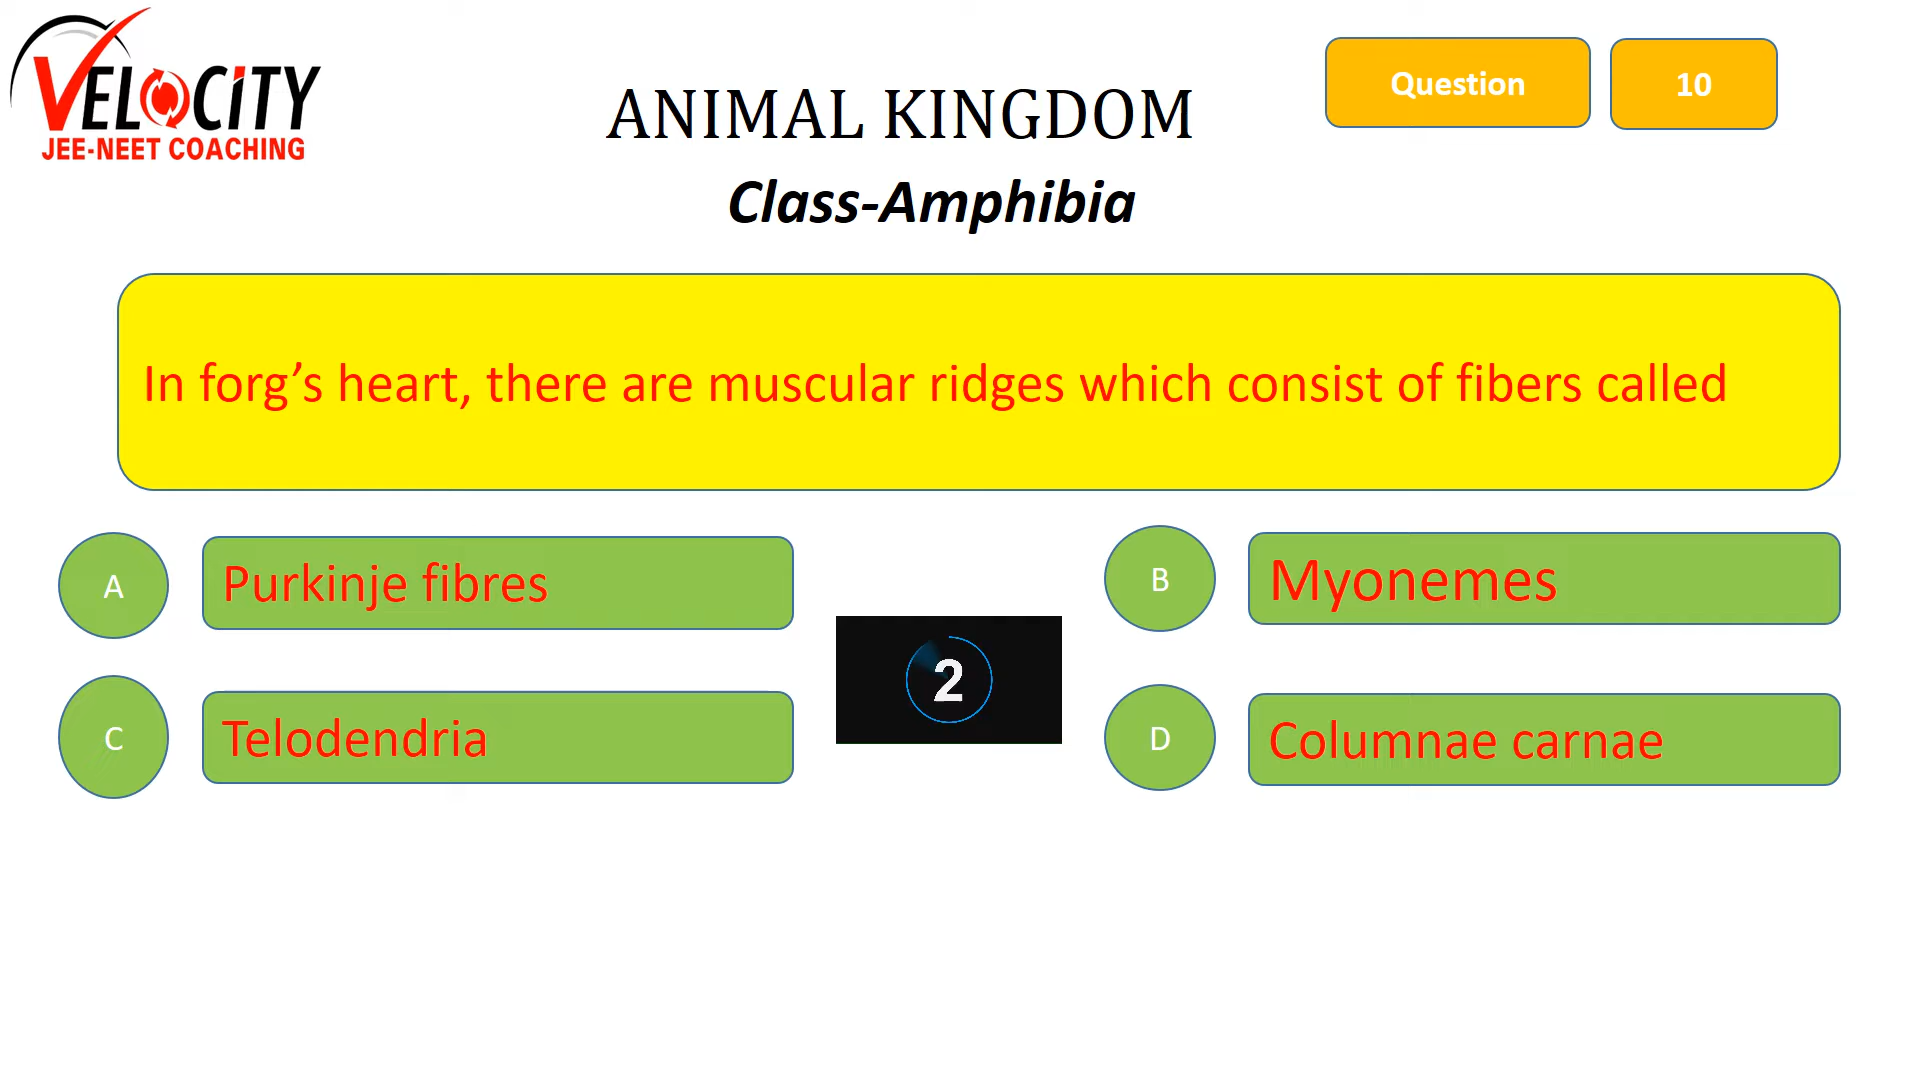 VELOCITY
JEE-NEET COACHING
ANIMAL KINGDOM
Class-Amphibia
Question
10
In forg’s heart, there are muscular ridges which consist of fibers called
A
Purkinje fibres
B
Myonemes
2
C
Telodendria
D
Columnae carnae